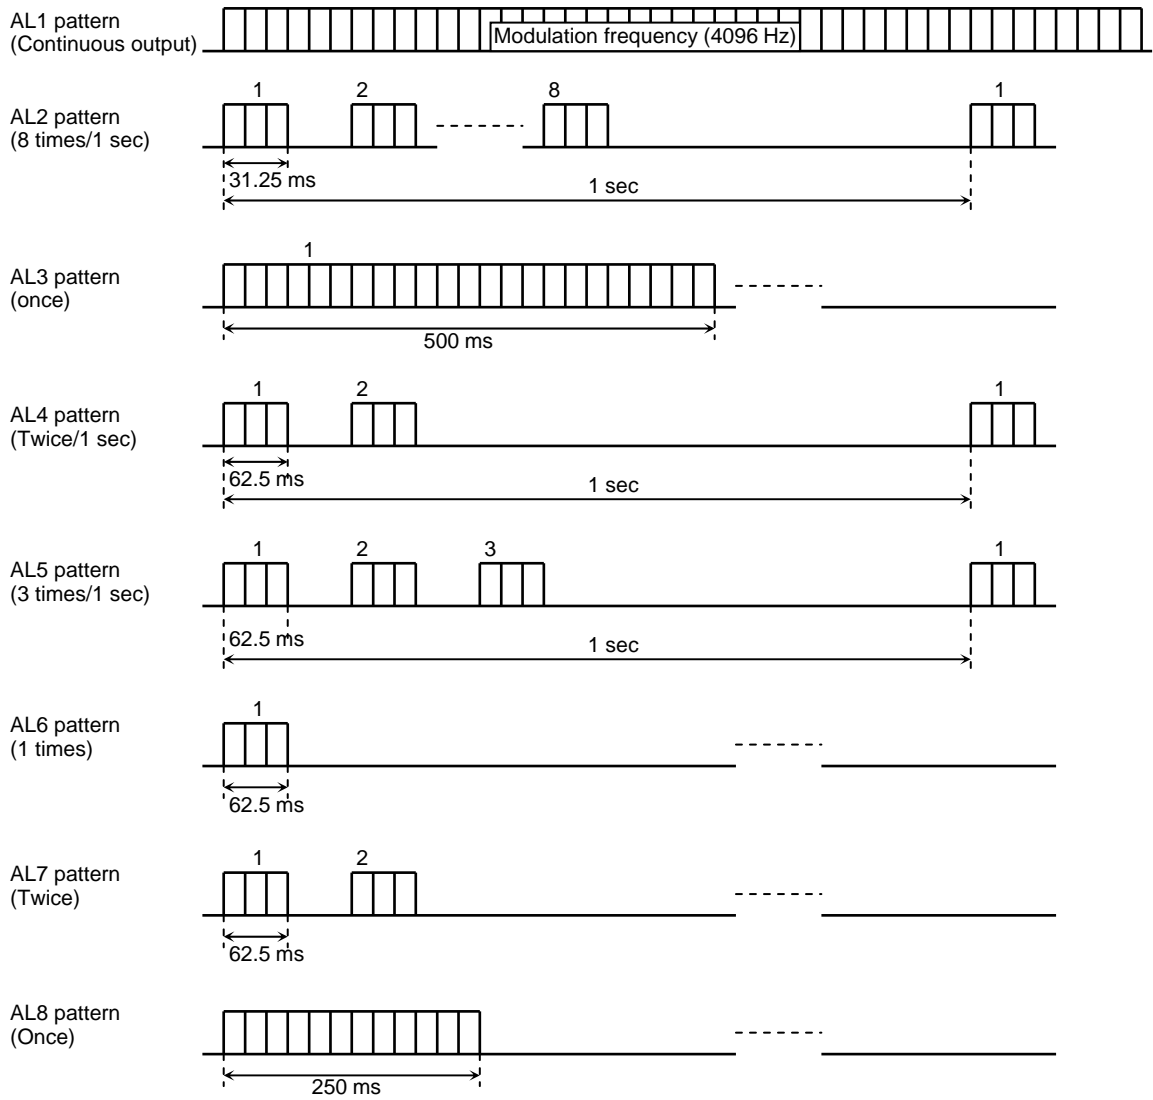 AL1 pattern
(Continuous output)
Modulation frequency (4096 Hz)
1 2 8 1
AL2 pattern
(8 times/1 sec)
31.25 ms
1 sec
1
AL3 pattern
(once)
500 ms
1 2 1
AL4 pattern
(Twice/1 sec)
62.5 ms
1 sec
1 2 3 1
AL5 pattern
(3 times/1 sec)
62.5 ms
1 sec
1
AL6 pattern
(1 times)
62.5 ms
1 2
AL7 pattern
(Twice)
62.5 ms
AL8 pattern
(Once)
250 ms